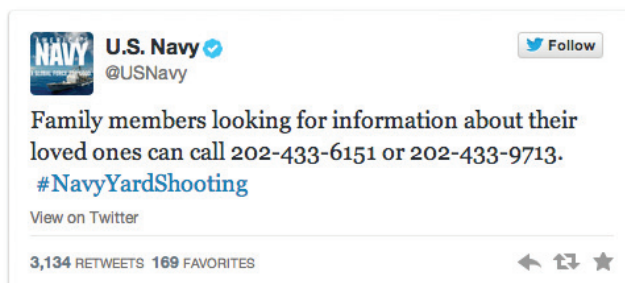 NAVY
U.S. Navy
Follow
@USNavy
Family members looking for information about their
loved ones can call 202-433-6151 or 202-433-9713.
#NavyYardShooting
View on Twitter
3,134 RETWEETS 169 FAVORITES